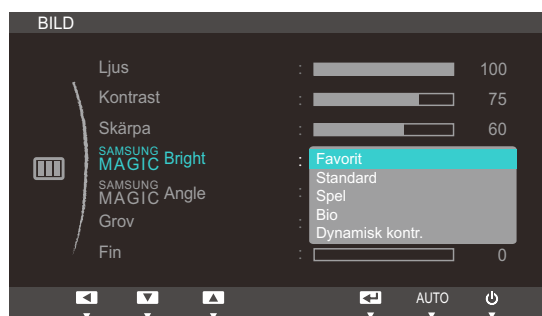 BILD
Ljus : 100
Kontrast : 75
Skärpa : 60
SAMSUNG MAGIC Bright : Favorit
Standard
SAMSUNG MAGIC Angle : Spel
Bio
Grov : Dynamisk kontr.
Fin : 0
AUTO